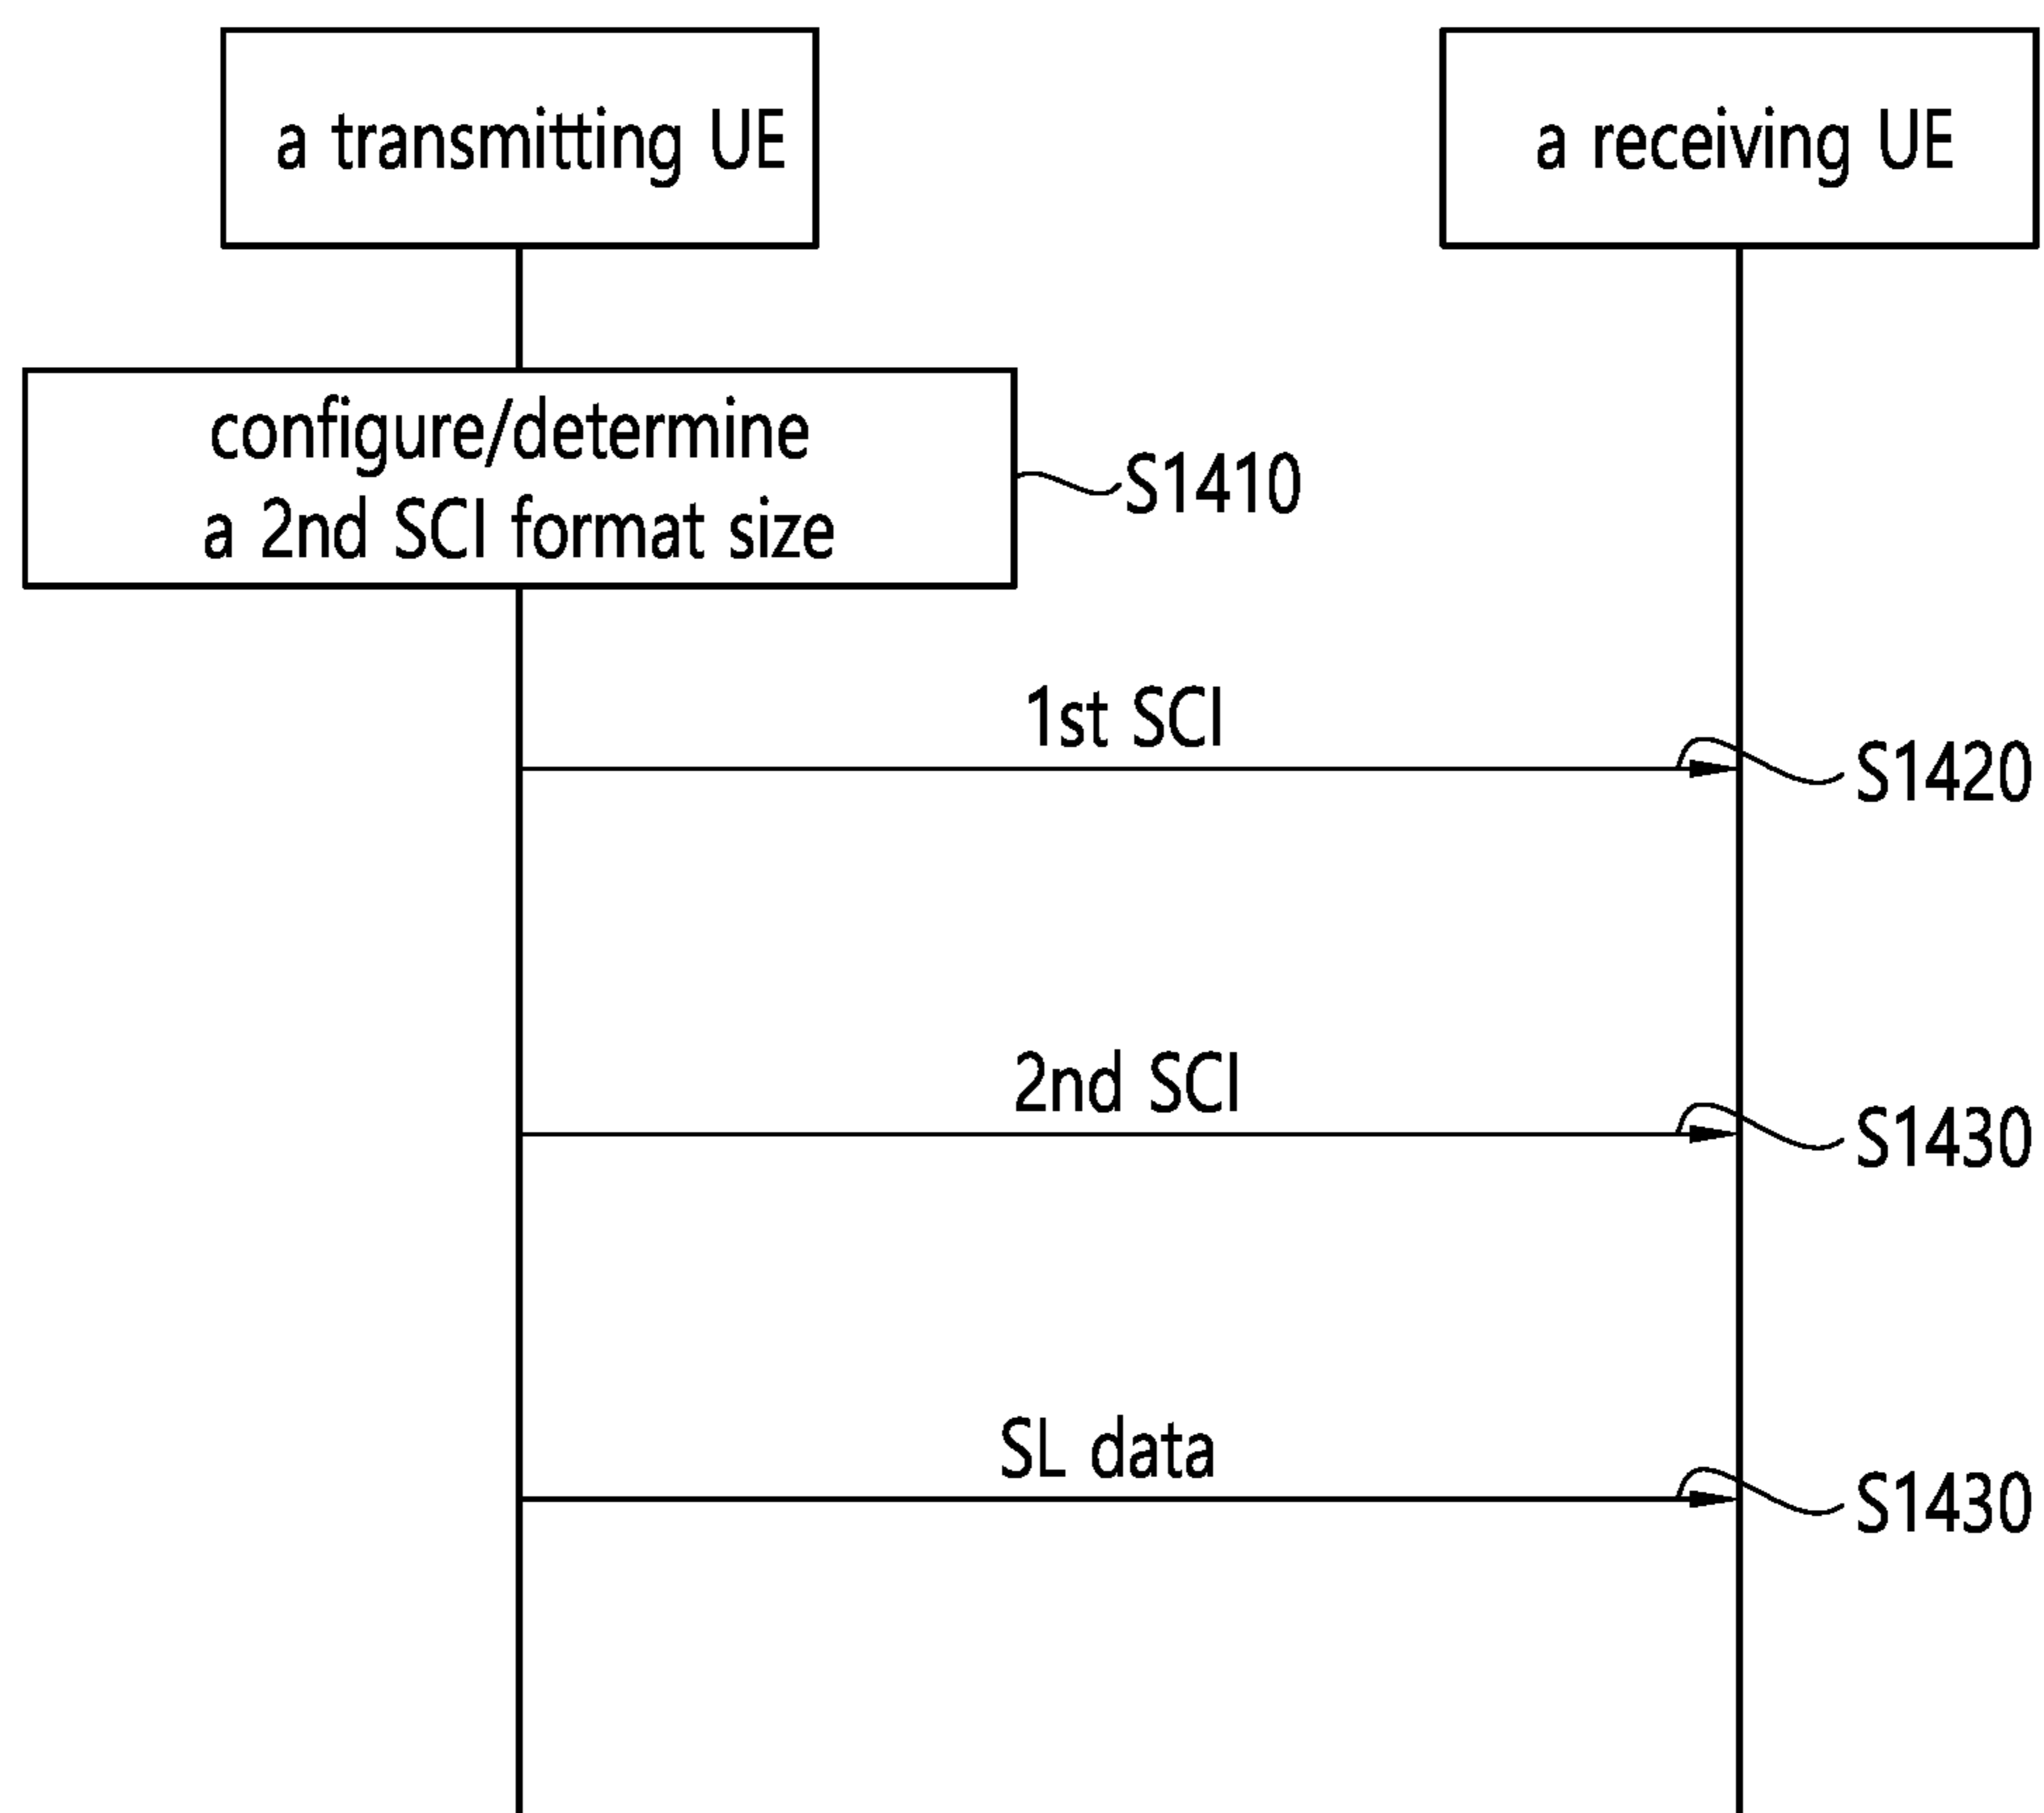 a transmitting UE
a receiving UE
configure/determine
a 2nd SCI format size
S1410
1st SCI
S1420
2nd SCI
S1430
SL data
S1430